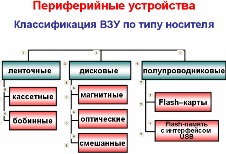 Периферийные устройства
Классификация ВЗУ по типу носителя
ленточные
дисковые
полупроводниковые
кассетные
бобинные
магнитные
оптические
смешанные
Flash–карты
Flash-память
с интерфейсом
USB